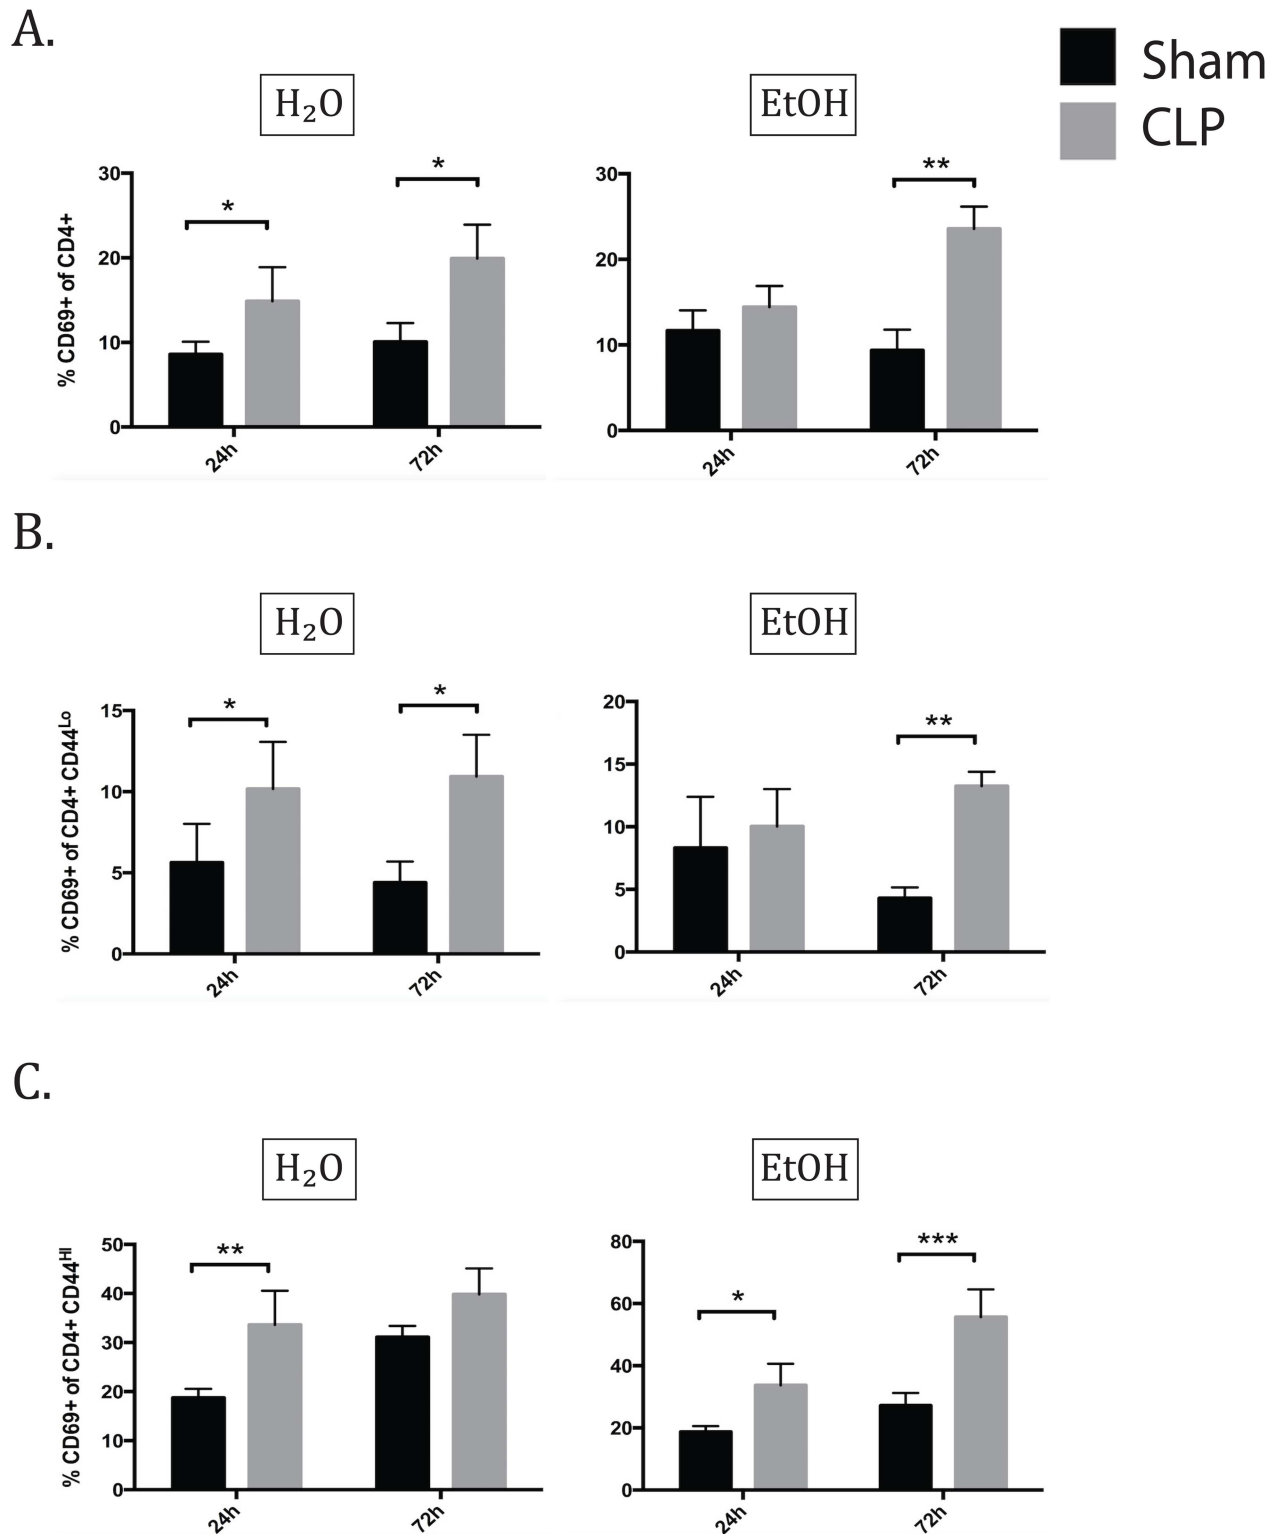 A.
Sham
CLP
H₂O
EtOH
*
*
**
% CD69+ of CD4+
30
20
10
0
24h
72h
30
20
10
0
24h
72h
B.
H₂O
EtOH
*
*
**
% CD69+ of CD4+ CD44Lo
15
10
5
0
24h
72h
20
15
10
5
0
24h
72h
C.
H₂O
EtOH
**
*
***
% CD69+ of CD4+ CD44HI
50
40
30
20
10
0
24h
72h
80
60
40
20
0
24h
72h